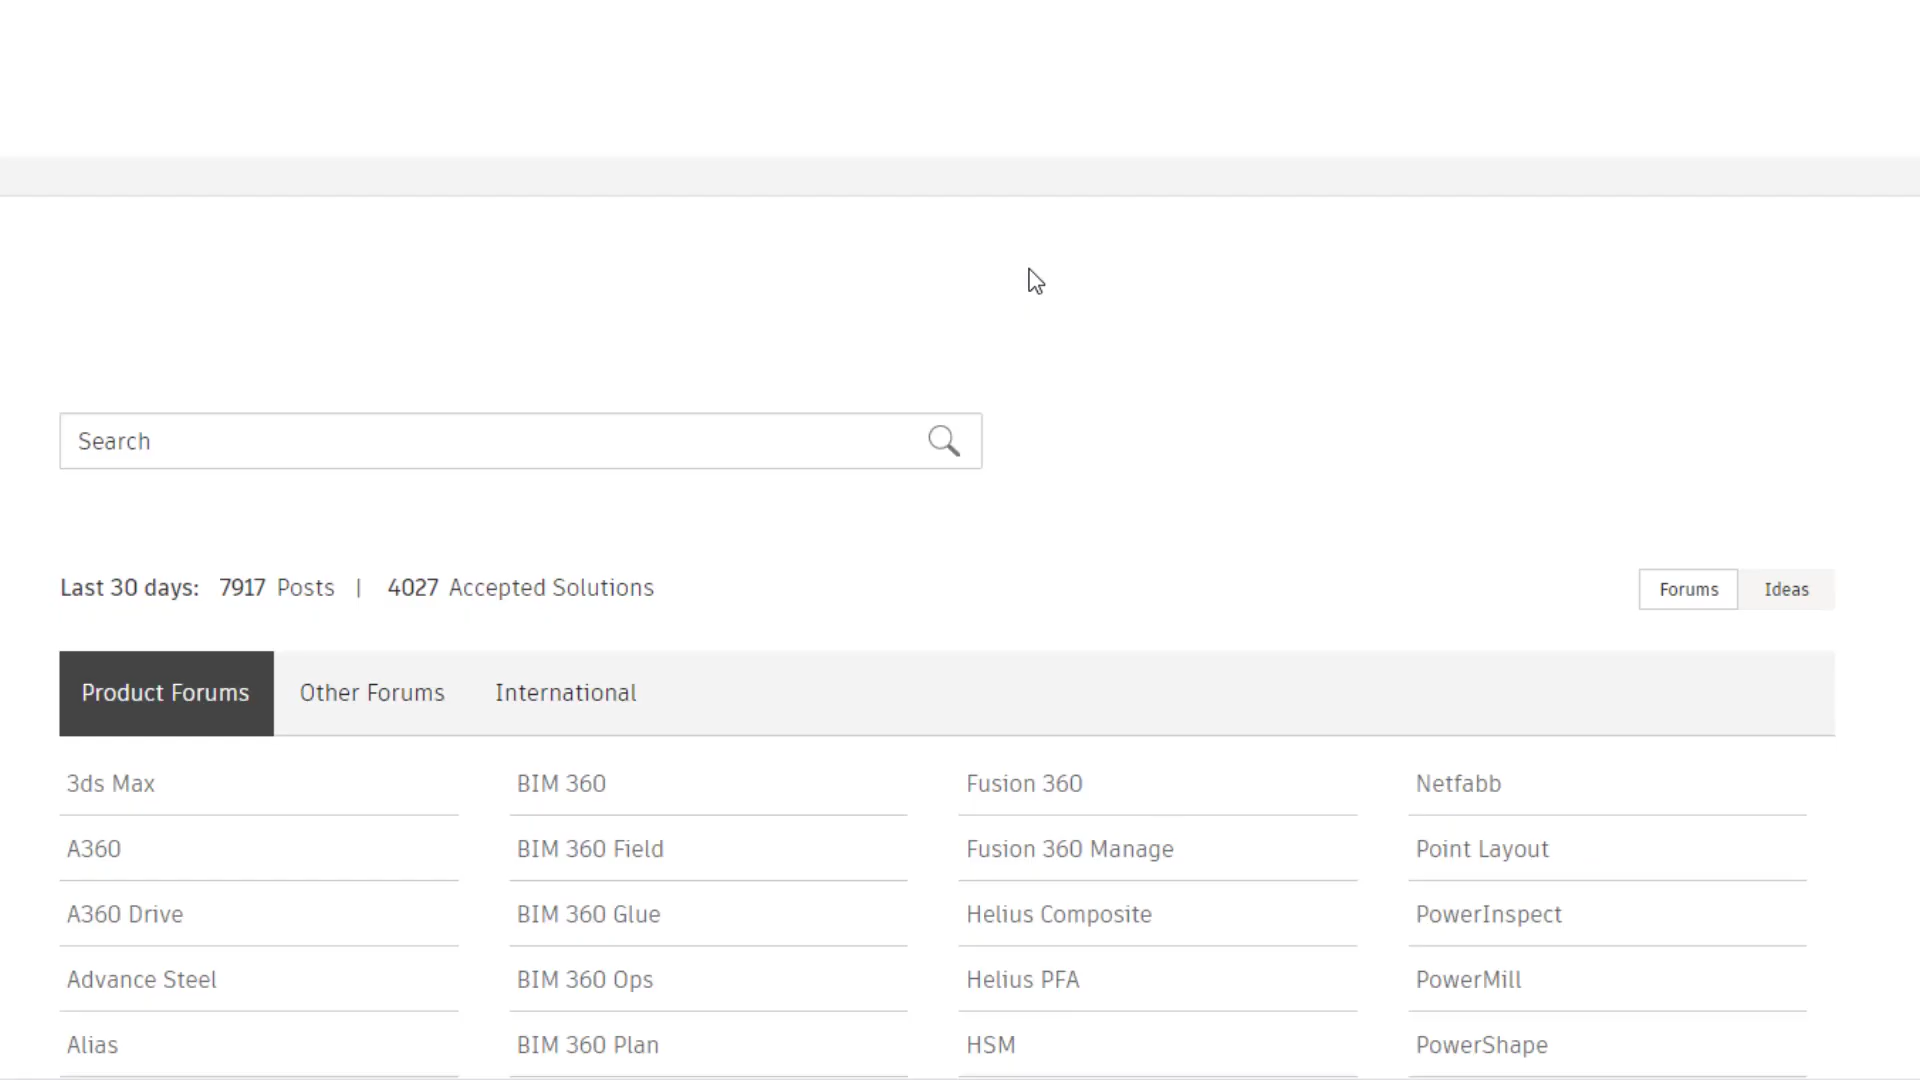 Search
Last 30 days: 7917 Posts | 4027 Accepted Solutions
Forums Ideas
Product Forums Other Forums International
3ds Max BIM 360 Fusion 360 Netfabb
A360 BIM 360 Field Fusion 360 Manage Point Layout
A360 Drive BIM 360 Glue Helius Composite PowerInspect
Advance Steel BIM 360 Ops Helius PFA PowerMill
Alias BIM 360 Plan HSM PowerShape